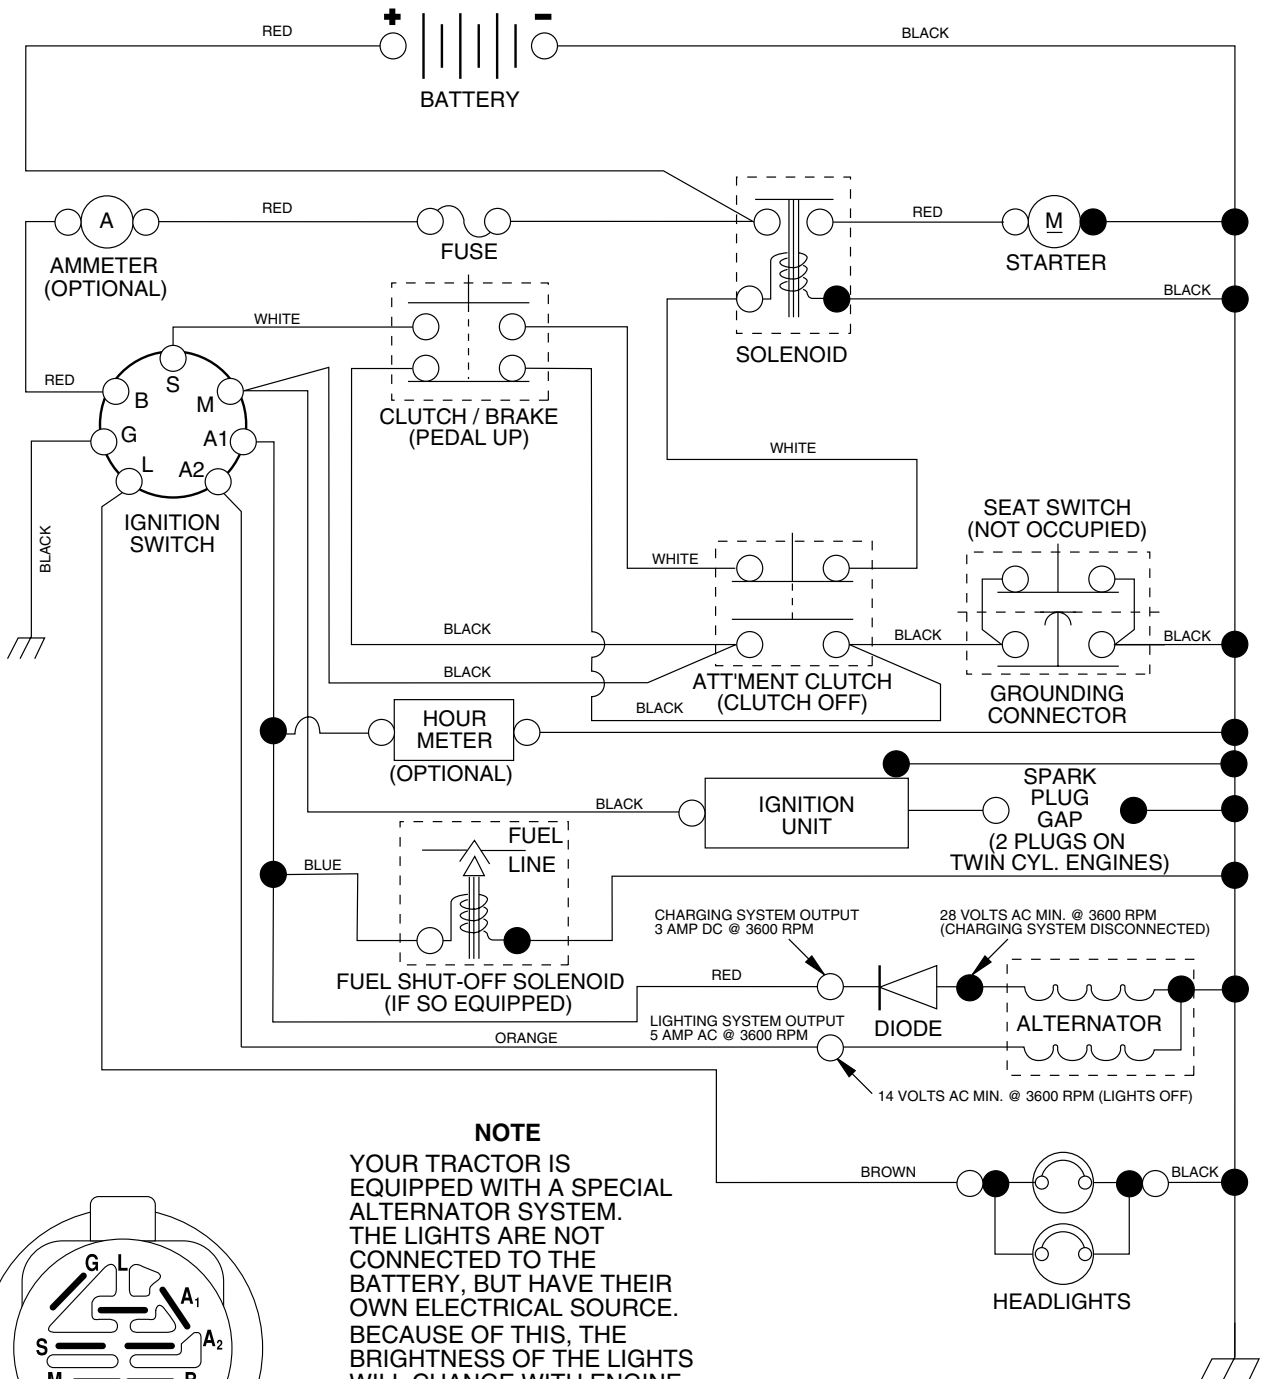 + −
RED
BLACK
BATTERY
A
RED
FUSE
RED
M
STARTER
AMMETER
(OPTIONAL)
BLACK
SOLENOID
WHITE
RED
S
B
M
G
A1
L
A2
IGNITION
SWITCH
CLUTCH / BRAKE
(PEDAL UP)
WHITE
BLACK
SEAT SWITCH
(NOT OCCUPIED)
WHITE
BLACK
BLACK
BLACK
BLACK
ATT'MENT CLUTCH
(CLUTCH OFF)
BLACK
GROUNDING
CONNECTOR
HOUR
METER
(OPTIONAL)
BLACK
IGNITION
UNIT
SPARK
PLUG
GAP
(2 PLUGS ON
TWIN CYL. ENGINES)
FUEL
LINE
BLUE
FUEL SHUT-OFF SOLENOID
(IF SO EQUIPPED)
CHARGING SYSTEM OUTPUT
3 AMP DC @ 3600 RPM
28 VOLTS AC MIN. @ 3600 RPM
(CHARGING SYSTEM DISCONNECTED)
RED
DIODE
ALTERNATOR
LIGHTING SYSTEM OUTPUT
5 AMP AC @ 3600 RPM
ORANGE
14 VOLTS AC MIN. @ 3600 RPM (LIGHTS OFF)
BROWN
BLACK
HEADLIGHTS
NOTE
YOUR TRACTOR IS
EQUIPPED WITH A SPECIAL
ALTERNATOR SYSTEM.
THE LIGHTS ARE NOT
CONNECTED TO THE
BATTERY, BUT HAVE THEIR
OWN ELECTRICAL SOURCE.
BECAUSE OF THIS, THE
BRIGHTNESS OF THE LIGHTS
WILL CHANGE WITH ENGINE
G L
A₁
S
A₂
M
B